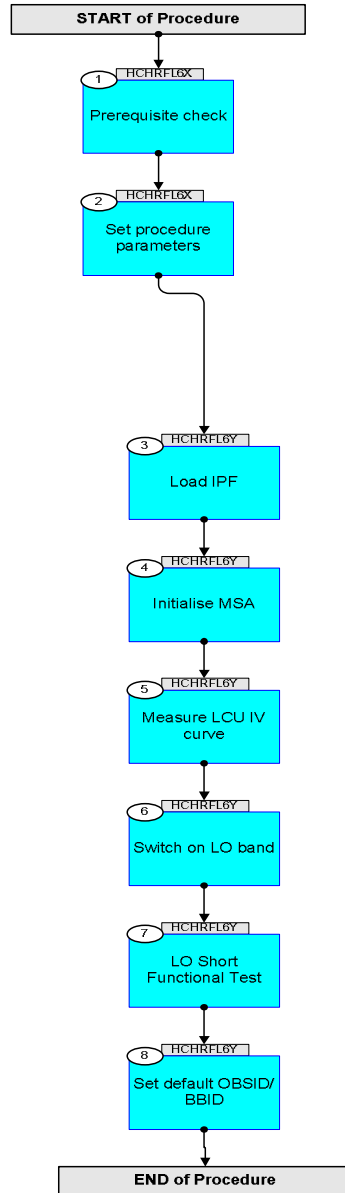 START of Procedure
HCHRFL6X
1
Prerequisite check
HCHRFL6X
2
Set procedure
parameters
HCHRFL6Y
3
Load IPF
HCHRFL6Y
4
Initialise MSA
HCHRFL6Y
5
Measure LCU IV
curve
HCHRFL6Y
6
Switch on LO band
HCHRFL6Y
7
LO Short
Functional Test
HCHRFL6Y
8
Set default OBSID/
BBID
END of Procedure